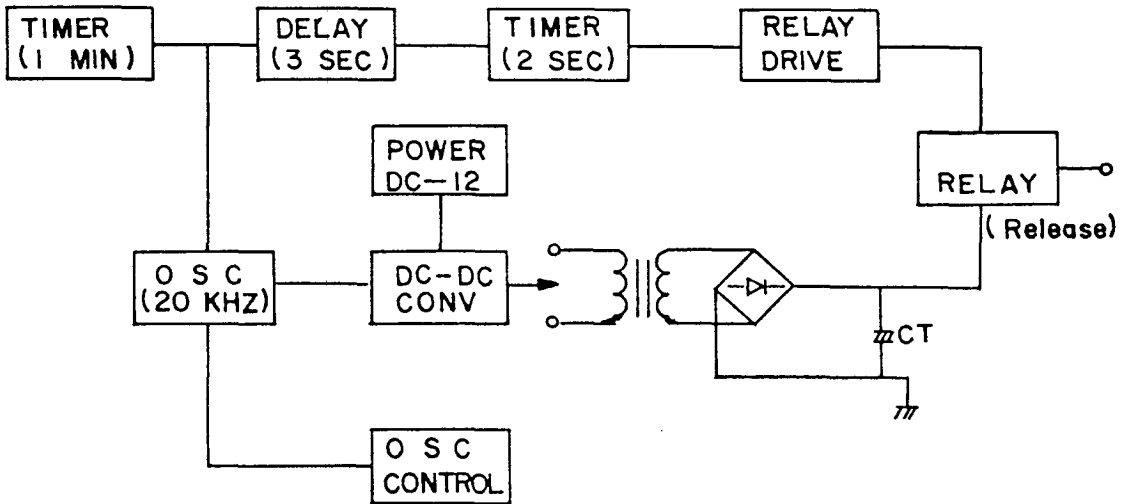 TIMER
(1 MIN)
DELAY
(3 SEC)
TIMER
(2 SEC)
RELAY
DRIVE
POWER
DC-12
RELAY
(Release)
O S C
(20 KHZ)
DC-DC
CONV
CT
O S C
CONTROL